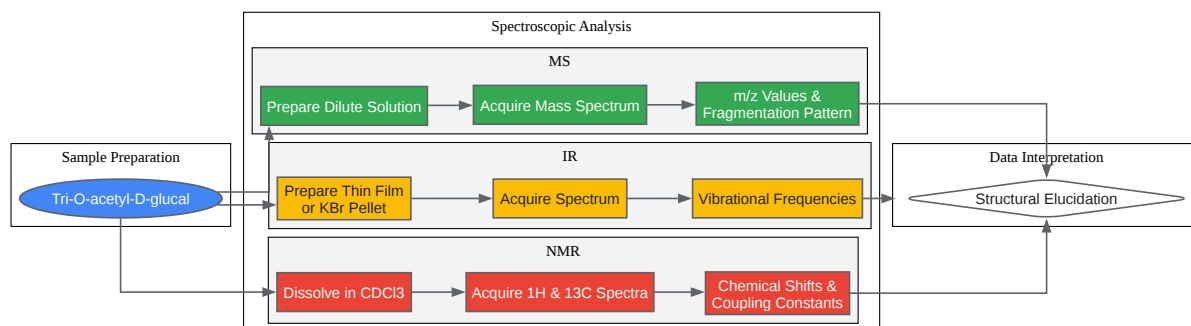 Spectroscopic Analysis
MS
Prepare Dilute Solution
Acquire Mass Spectrum
m/z Values &
Fragmentation Pattern
Sample Preparation
Tri-O-acetyl-D-glucal
IR
Prepare Thin Film
or KBr Pellet
Acquire Spectrum
Vibrational Frequencies
Data Interpretation
Structural Elucidation
NMR
Dissolve in CDCl3
Acquire 1H & 13C Spectra
Chemical Shifts &
Coupling Constants